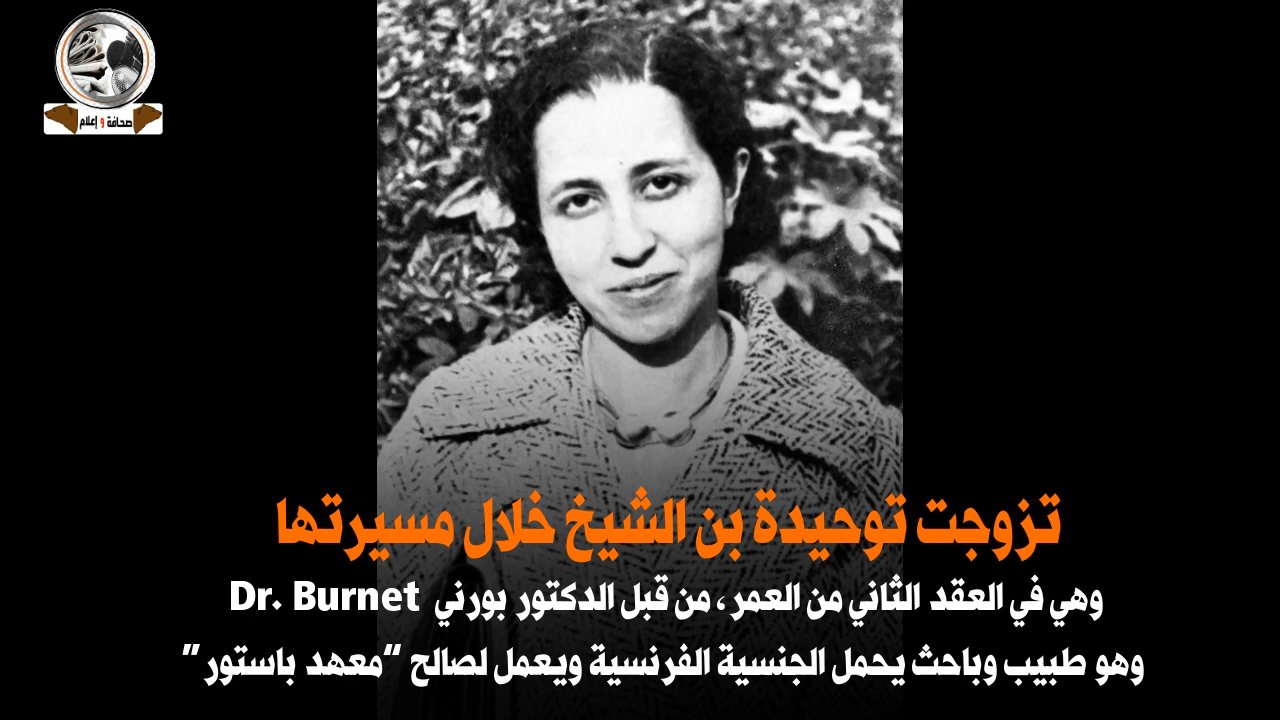 صحافة و إعلام
تزوجت توحيدة بن الشيخ خلال مسيرتها
وهي في العقد الثاني من العمر، من قبل الدكتور بورني Dr. Burnet
وهو طبيب وباحث يحمل الجنسية الفرنسية ويعمل لصالح “معهد باستور”